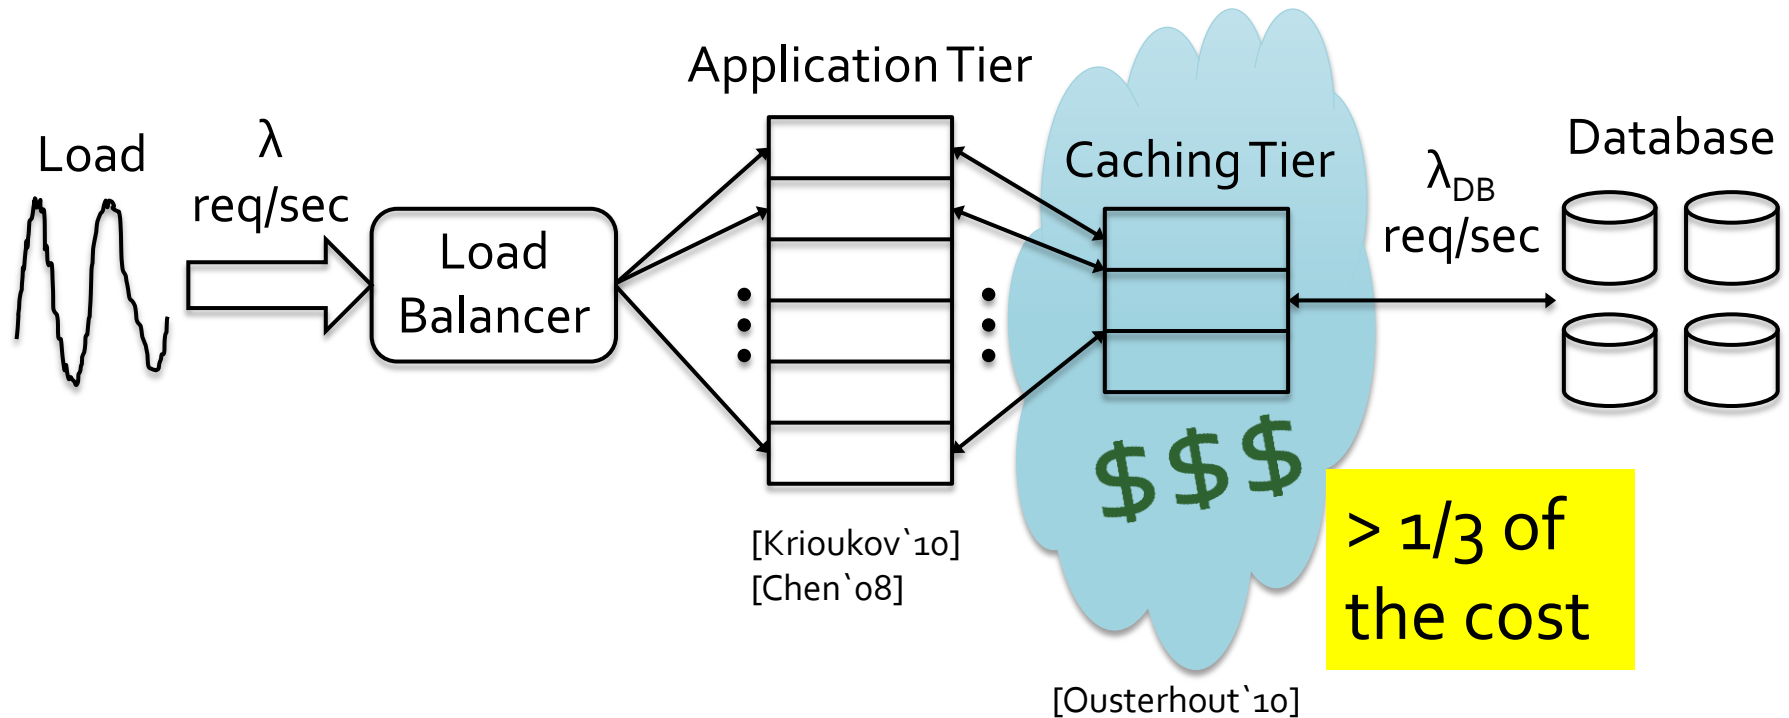 Load
λ
req/sec
Load
Balancer
Application Tier
[Krioukov`10]
[Chen`08]
Caching Tier
$$$
> 1/3 of
the cost
[Ousterhout`10]
λDB
req/sec
Database